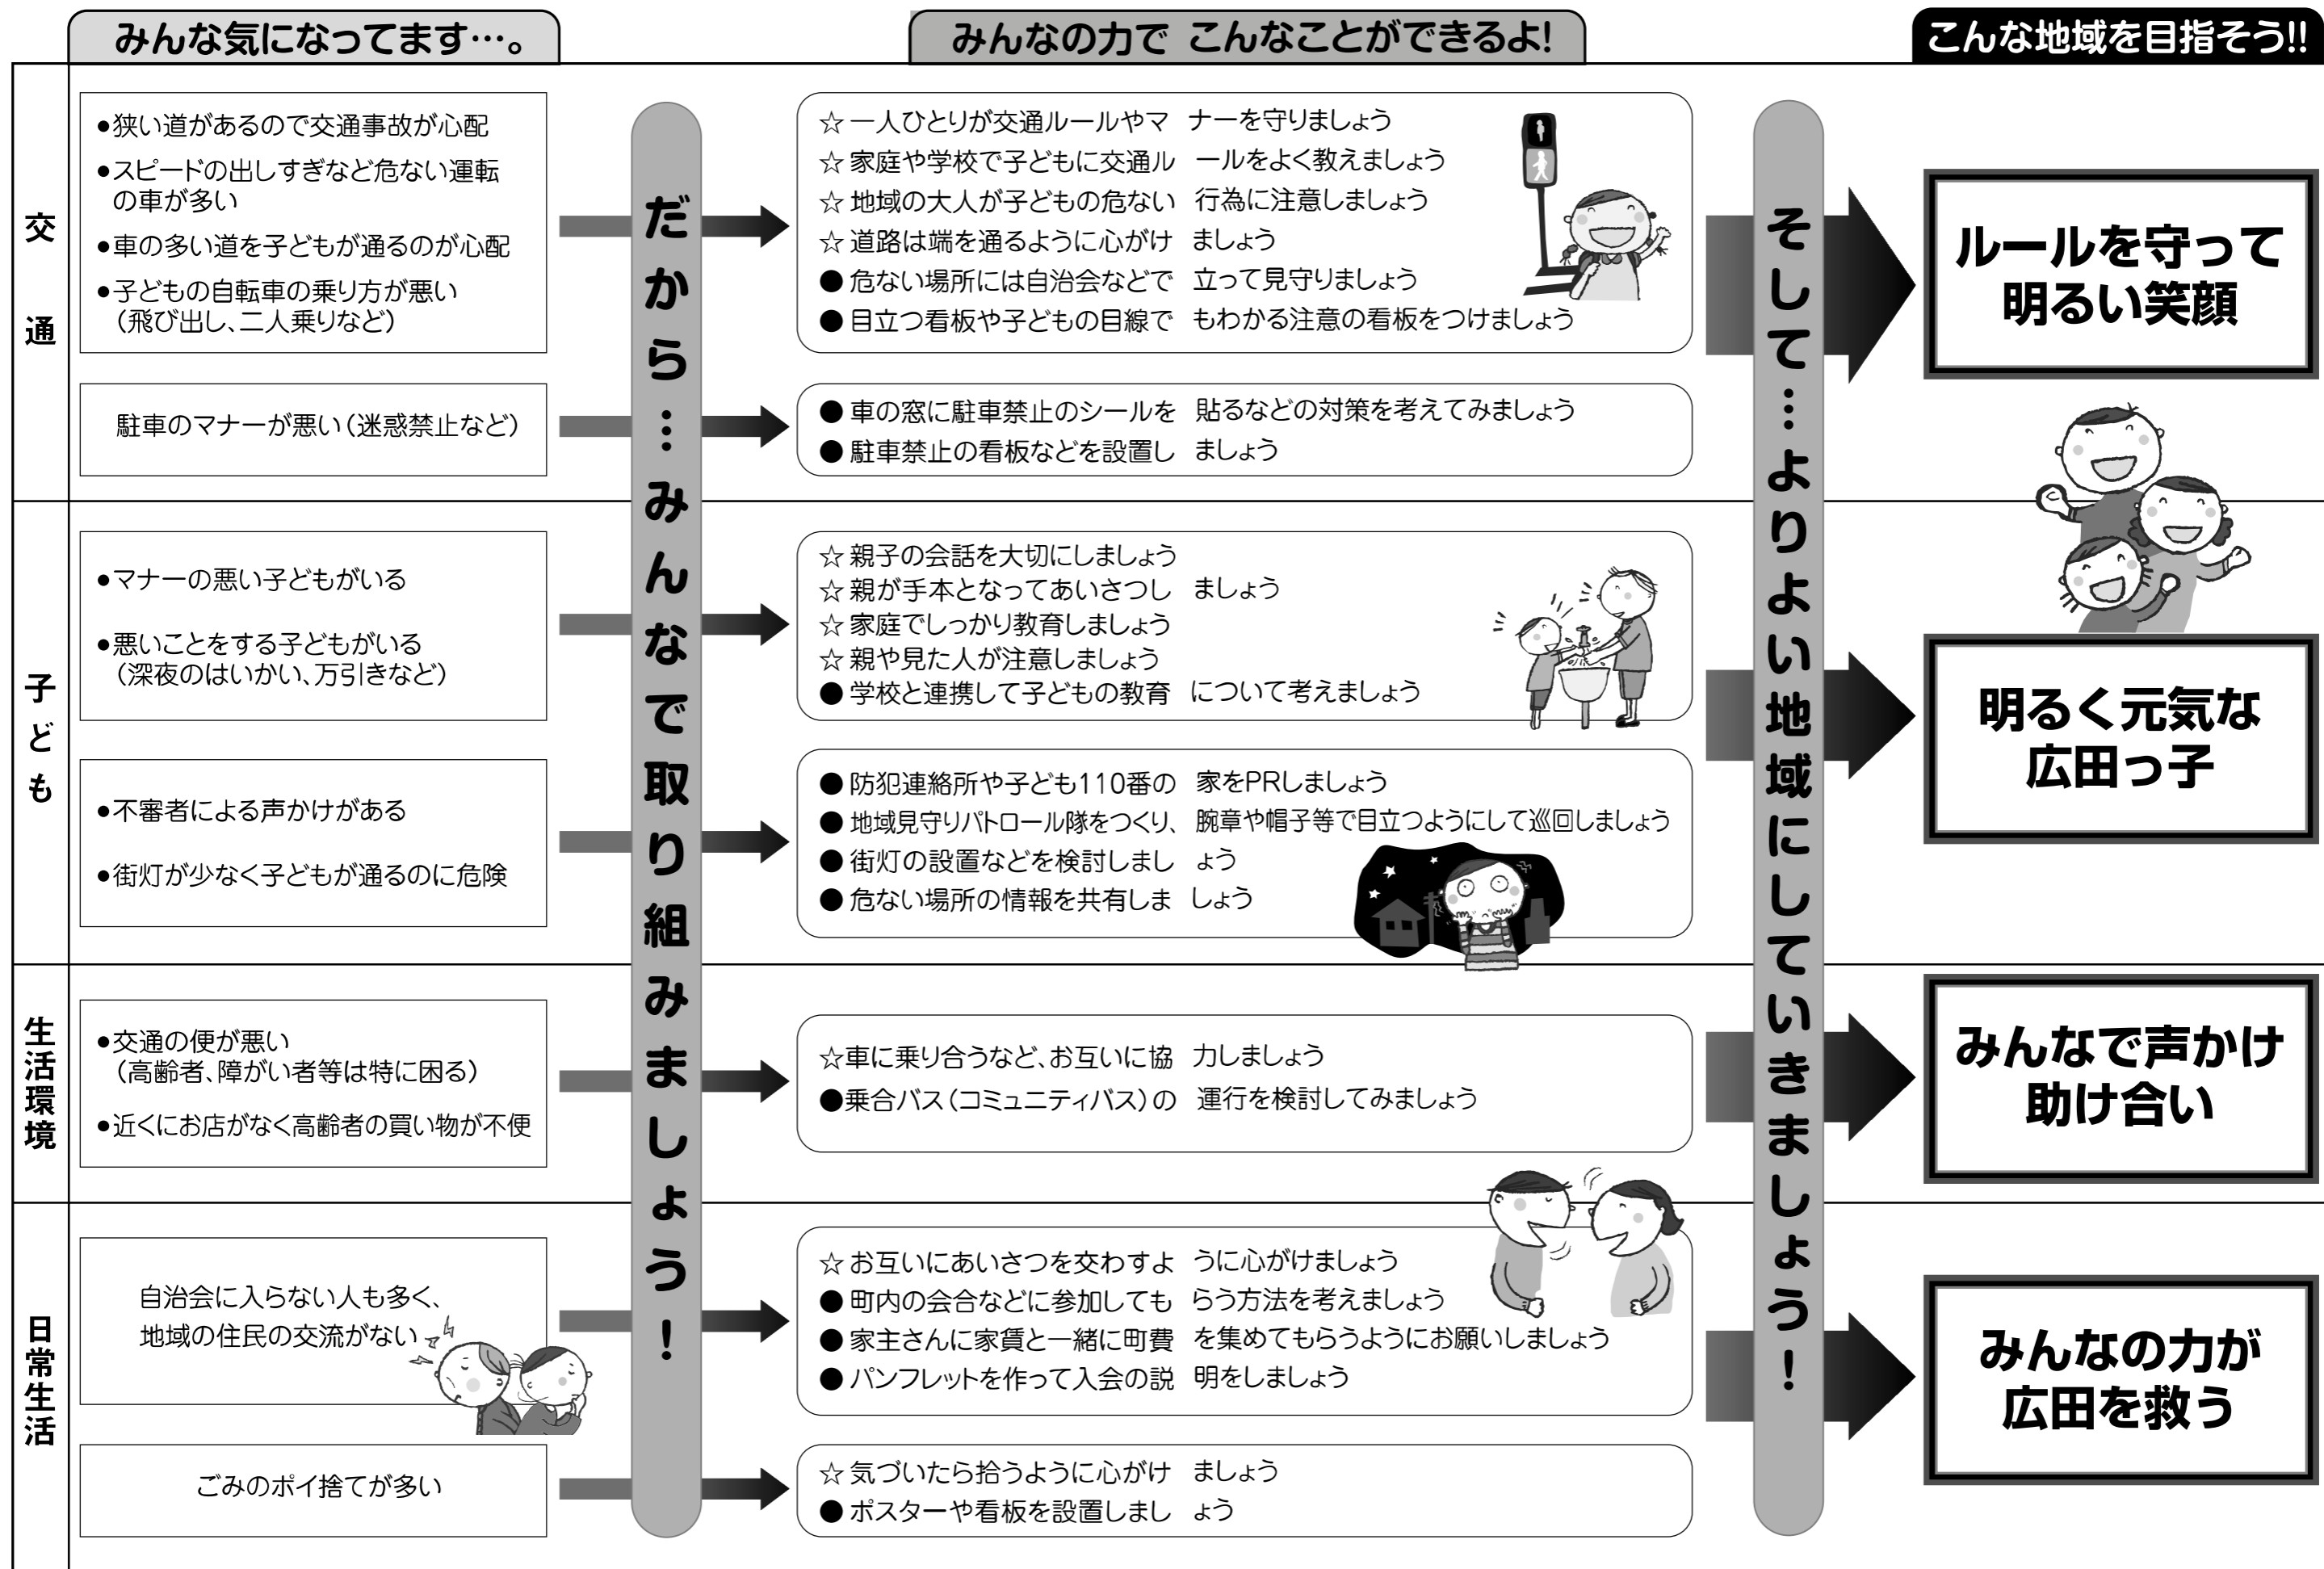 みんな気になってます…。
みんなの力で こんなことができるよ!
こんな地域を目指そう!!
交通
●狭い道があるので交通事故が心配
●スピードの出しすぎなど危ない運転
の車が多い
●車の多い道を子どもが通るのが心配
●子どもの自転車の乗り方が悪い
（飛び出し、二人乗りなど）
駐車のマナーが悪い（迷惑禁止など）
だから…みんなで取り組みましょう！
☆一人ひとりが交通ルールやマ ナーを守りましょう
☆家庭や学校で子どもに交通ル ールをよく教えましょう
☆地域の大人が子どもの危ない 行為に注意しましょう
☆道路は端を通るように心がけ ましょう
●危ない場所には自治会などで 立って見守りましょう
●目立つ看板や子どもの目線で もわかる注意の看板をつけましょう
●車の窓に駐車禁止のシールを 貼るなどの対策を考えてみましょう
●駐車禁止の看板などを設置し ましょう
そして…よりよい地域にしていきましょう！
ルールを守って
明るい笑顔
子ども
●マナーの悪い子どもがいる
●悪いことをする子どもがいる
（深夜のはいかい、万引きなど）
●不審者による声かけがある
●街灯が少なく子どもが通るのに危険
☆親子の会話を大切にしましょう
☆親が手本となってあいさつし ましょう
☆家庭でしっかり教育しましょう
☆親や見た人が注意しましょう
●学校と連携して子どもの教育 について考えましょう
●防犯連絡所や子ども110番の 家をPRしましょう
●地域見守りパトロール隊をつくり、 腕章や帽子等で目立つようにして巡回しましょう
●街灯の設置などを検討しまし ょう
●危ない場所の情報を共有しま しょう
明るく元気な
広田っ子
生活環境
●交通の便が悪い
（高齢者、障がい者等は特に困る）
●近くにお店がなく高齢者の買い物が不便
☆車に乗り合うなど、お互いに協 力しましょう
●乗合バス（コミュニティバス）の 運行を検討してみましょう
みんなで声かけ
助け合い
日常生活
自治会に入らない人も多く、
地域の住民の交流がない
ごみのポイ捨てが多い
☆お互いにあいさつを交わすよ うに心がけましょう
●町内の会合などに参加しても らう方法を考えましょう
●家主さんに家賃と一緒に町費 を集めてもらうようにお願いしましょう
●パンフレットを作って入会の説 明をしましょう
☆気づいたら拾うように心がけ ましょう
●ポスターや看板を設置しまし ょう
みんなの力が
広田を救う